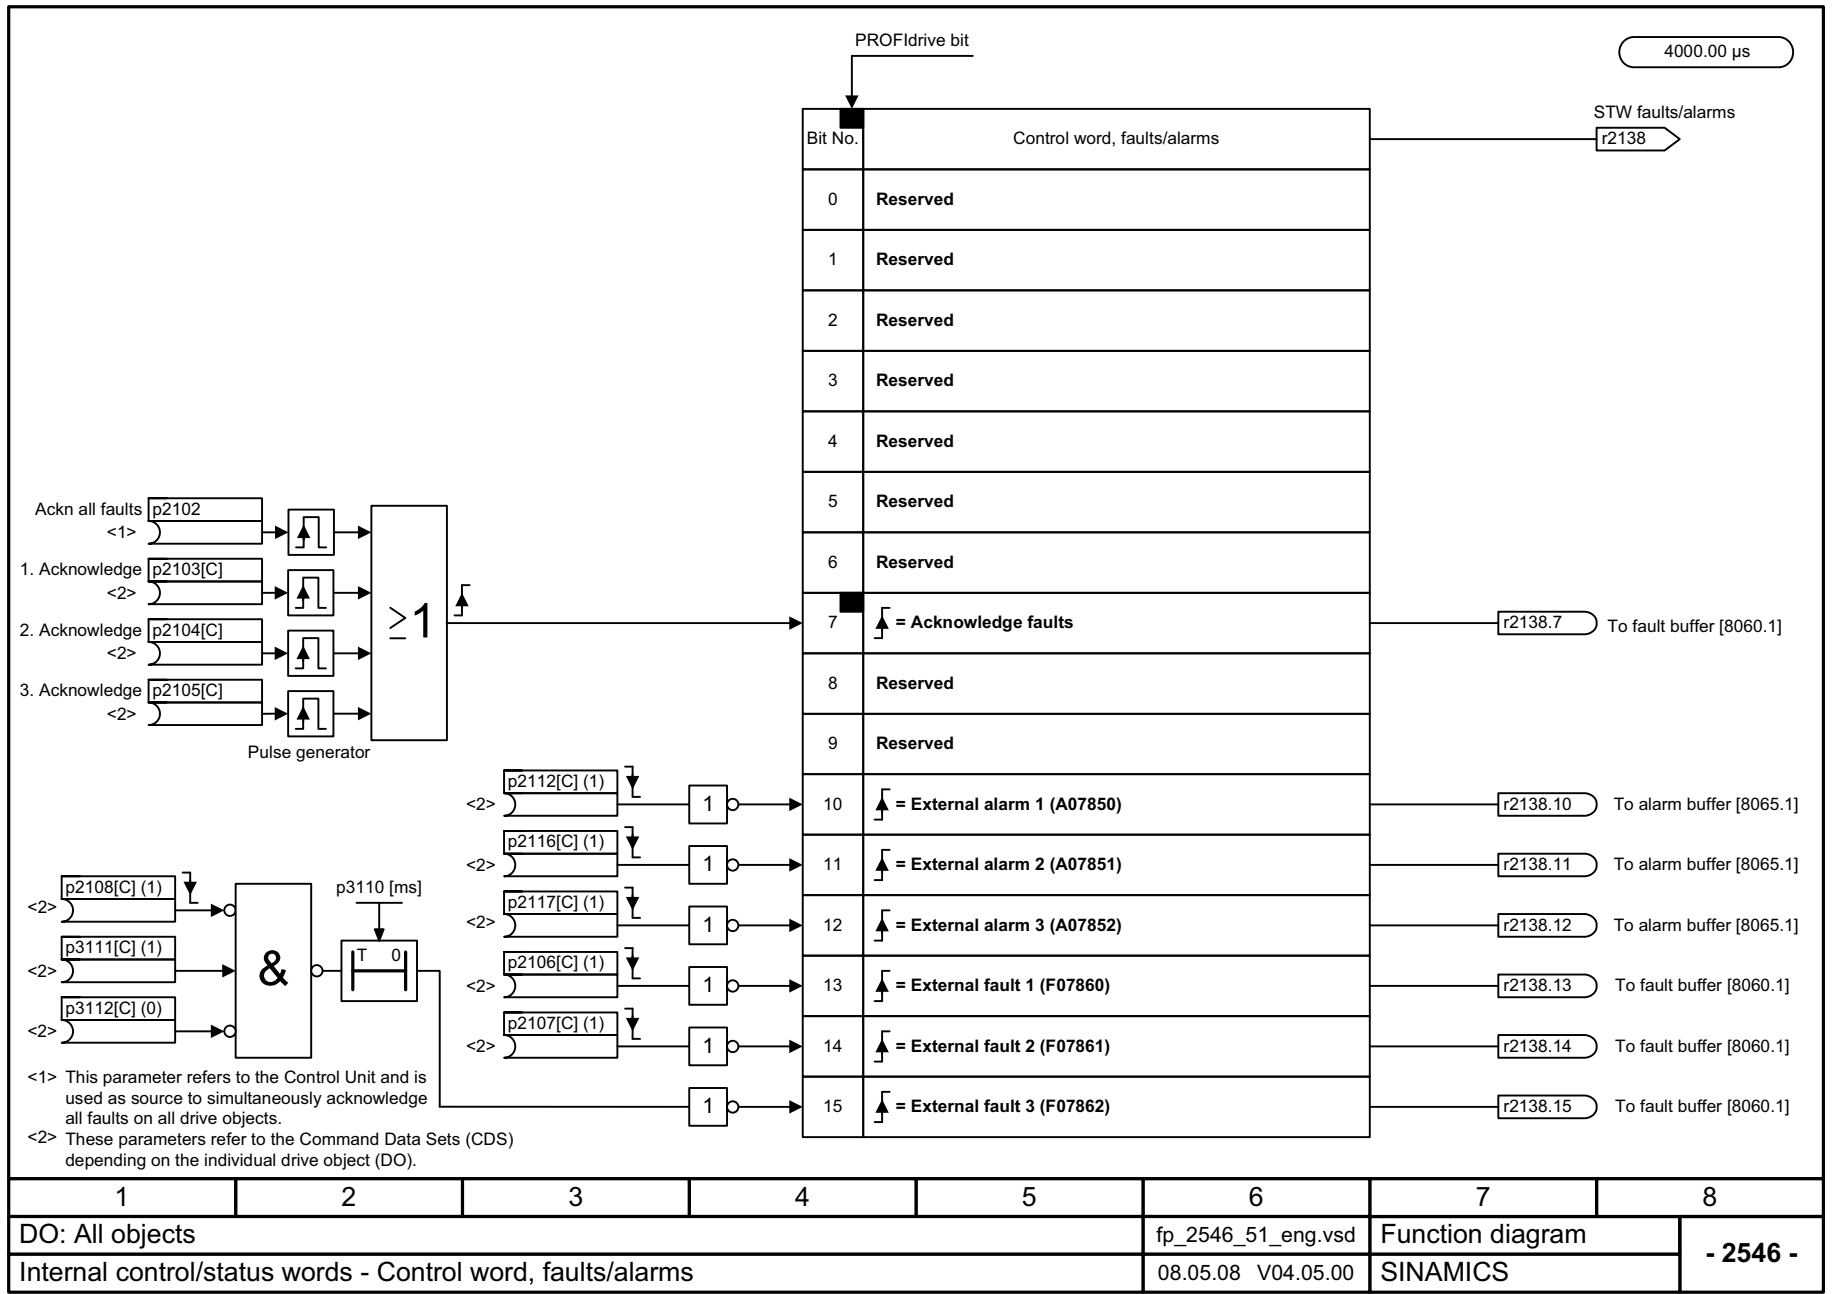 PROFIdrive bit
4000.00 µs
STW faults/alarms
Bit No. Control word, faults/alarms r2138
0 Reserved
1 Reserved
2 Reserved
3 Reserved
4 Reserved
5 Reserved
6 Reserved
Ackn all faults p2102
<1>
1. Acknowledge p2103[C]
<2>
2. Acknowledge p2104[C]
<2>
3. Acknowledge p2105[C]
<2>
Pulse generator
≥1
7 = Acknowledge faults r2138.7 To fault buffer [8060.1]
8 Reserved
9 Reserved
p2112[C] (1)
<2> 1 10 = External alarm 1 (A07850) r2138.10 To alarm buffer [8065.1]
p2116[C] (1)
<2> 1 11 = External alarm 2 (A07851) r2138.11 To alarm buffer [8065.1]
p2117[C] (1)
<2> 1 12 = External alarm 3 (A07852) r2138.12 To alarm buffer [8065.1]
p2106[C] (1)
<2> 1 13 = External fault 1 (F07860) r2138.13 To fault buffer [8060.1]
p2107[C] (1)
<2> 1 14 = External fault 2 (F07861) r2138.14 To fault buffer [8060.1]
1 15 = External fault 3 (F07862) r2138.15 To fault buffer [8060.1]
p2108[C] (1)
<2>
p3111[C] (1)
<2>
p3112[C] (0)
<2>
&
p3110 [ms]
T 0
<1> This parameter refers to the Control Unit and is
used as source to simultaneously acknowledge
all faults on all drive objects.
<2> These parameters refer to the Command Data Sets (CDS)
depending on the individual drive object (DO).
1 2 3 4 5 6 7 8
DO: All objects fp_2546_51_eng.vsd Function diagram
- 2546 -
Internal control/status words - Control word, faults/alarms 08.05.08 V04.05.00 SINAMICS